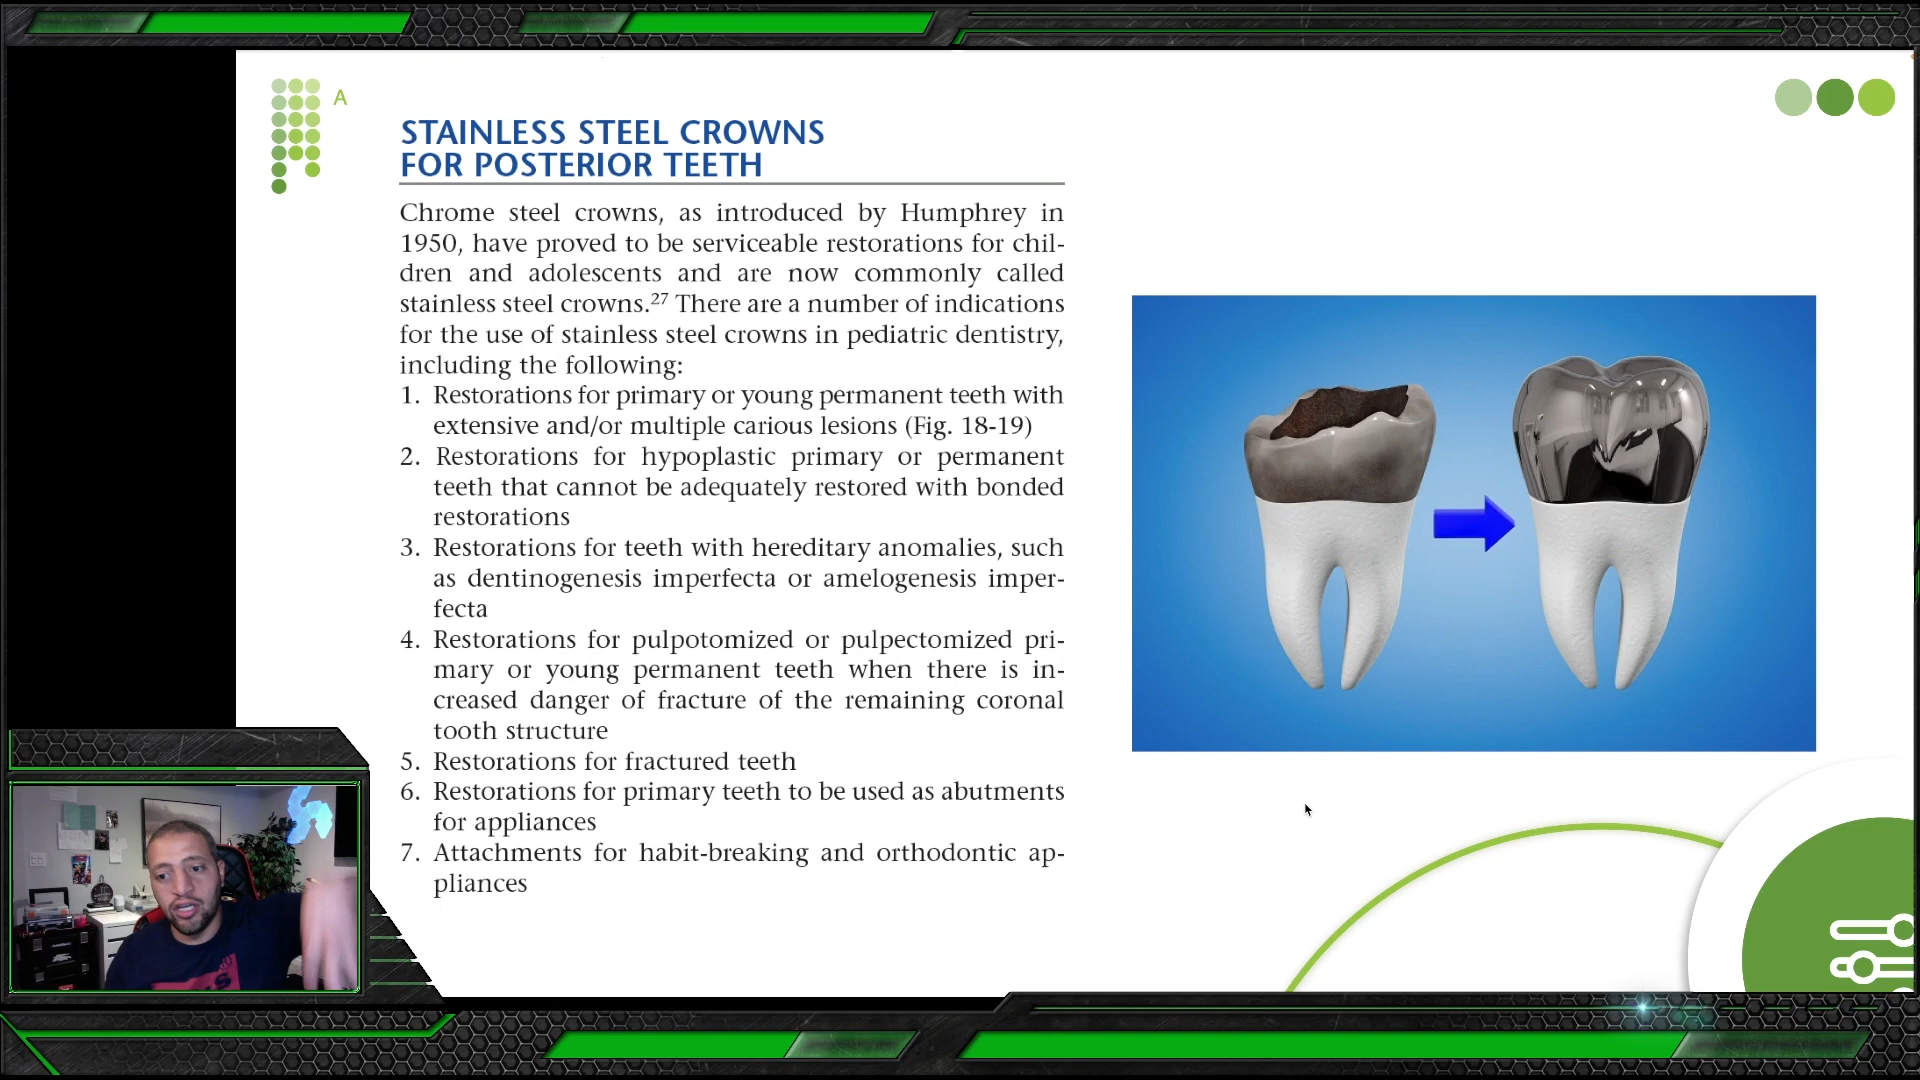 A
STAINLESS STEEL CROWNS
FOR POSTERIOR TEETH
Chrome steel crowns, as introduced by Humphrey in
1950, have proved to be serviceable restorations for chil-
dren and adolescents and are now commonly called
stainless steel crowns.27 There are a number of indications
for the use of stainless steel crowns in pediatric dentistry,
including the following:
1. Restorations for primary or young permanent teeth with
extensive and/or multiple carious lesions (Fig. 18-19)
2. Restorations for hypoplastic primary or permanent
teeth that cannot be adequately restored with bonded
restorations
3. Restorations for teeth with hereditary anomalies, such
as dentinogenesis imperfecta or amelogenesis imper-
fecta
4. Restorations for pulpotomized or pulpectomized pri-
mary or young permanent teeth when there is in-
creased danger of fracture of the remaining coronal
tooth structure
5. Restorations for fractured teeth
6. Restorations for primary teeth to be used as abutments
for appliances
7. Attachments for habit-breaking and orthodontic ap-
pliances